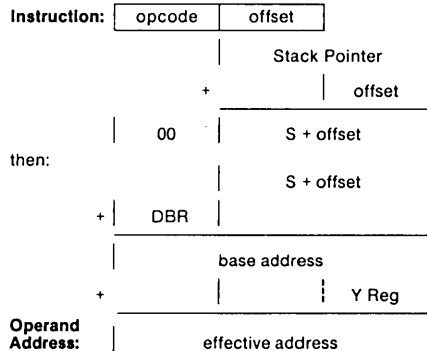 Instruction: opcode offset
Stack Pointer
+ offset
00 S + offset
then:
S + offset
+ DBR
base address
+ Y Reg
Operand
Address: effective address